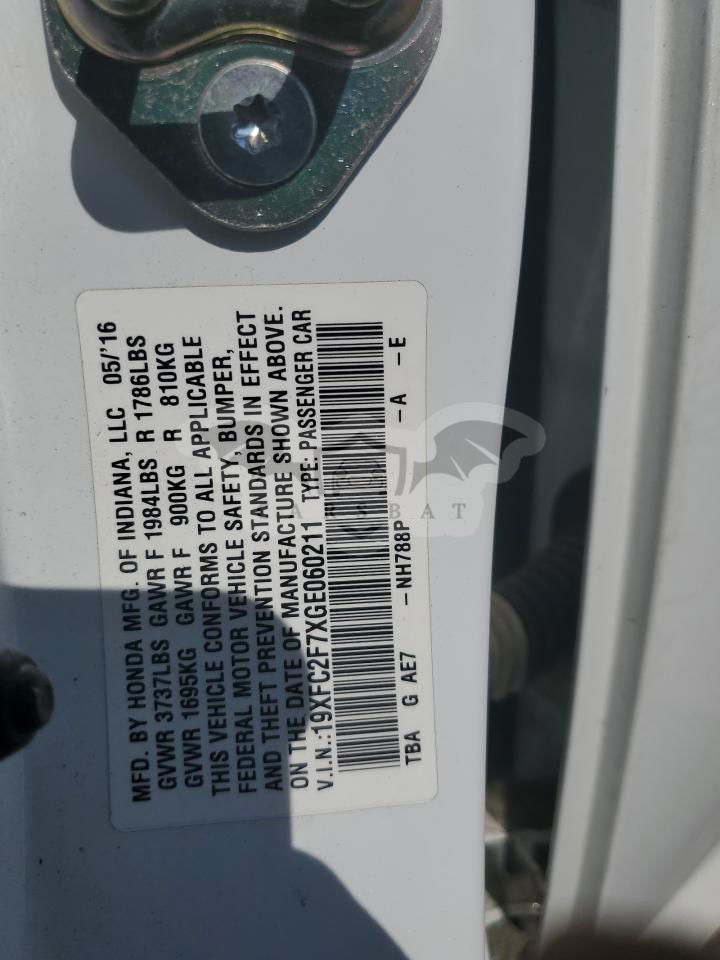 MFD. BY HONDA MFG. OF INDIANA, LLC 05/'16
GVWR 3737LBS GAWR F 1984LBS R 1786LBS
GVWR 1695KG GAWR F 900KG R 810KG
THIS VEHICLE CONFORMS TO ALL APPLICABLE
FEDERAL MOTOR VEHICLE SAFETY, BUMPER,
AND THEFT PREVENTION STANDARDS IN EFFECT
ON THE DATE OF MANUFACTURE SHOWN ABOVE.
V.I.N.:19XFC2F7XGE060211 TYPE: PASSENGER CAR
TBA G AE7 -NH788P -A -E
CARSBAT